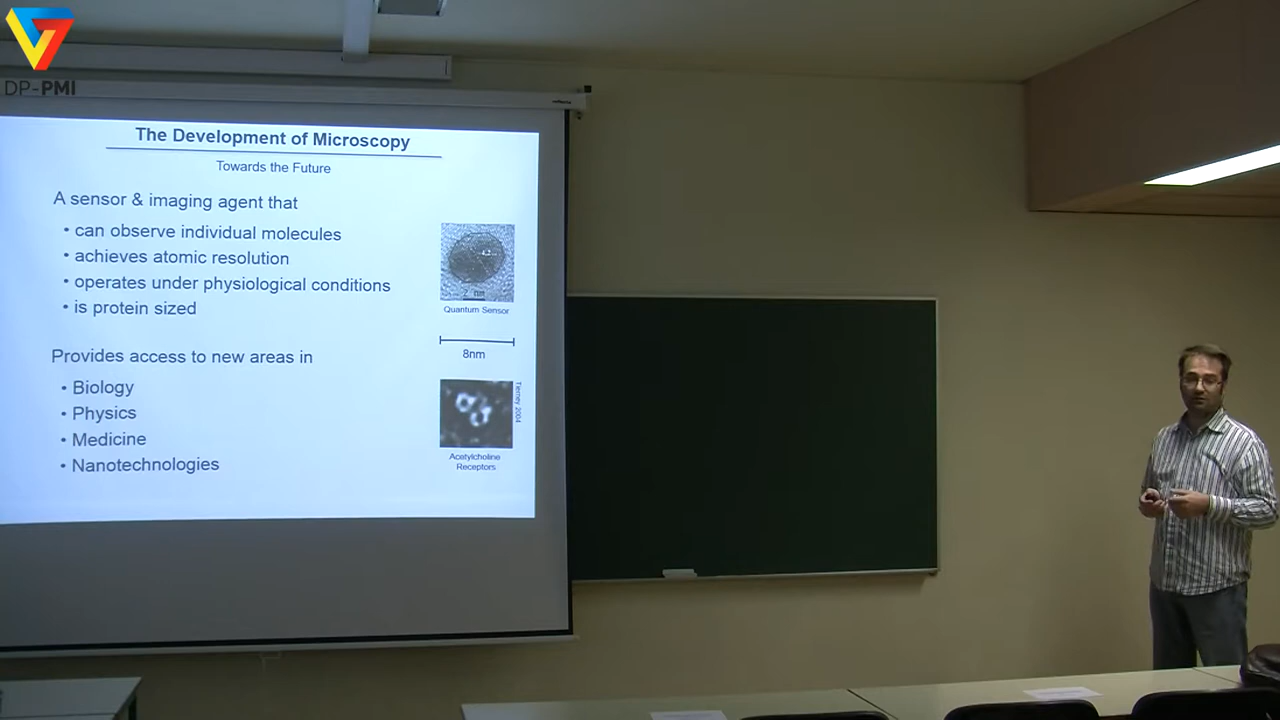 DP-PMI
The Development of Microscopy
Towards the Future
A sensor & imaging agent that
• can observe individual molecules
• achieves atomic resolution
• operates under physiological conditions
• is protein sized
2 nm
Quantum Sensor
8nm
Provides access to new areas in
• Biology
• Physics
• Medicine
• Nanotechnologies
Tierney 2004
Acetylcholine
Receptors